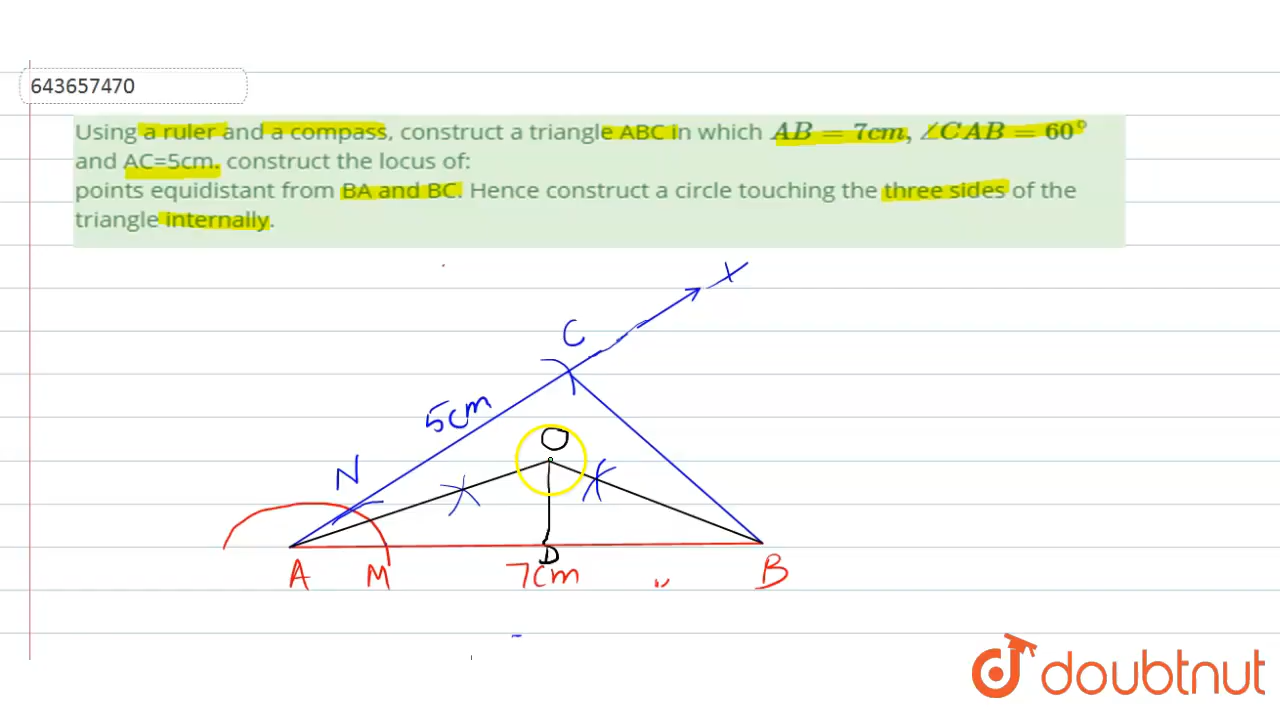 643657470
Using a ruler and a compass, construct a triangle ABC in which AB = 7cm, ∠CAB = 60°
and AC=5cm. construct the locus of:
points equidistant from BA and BC. Hence construct a circle touching the three sides of the
triangle internally.
X
C
5cm
O
N
D
A M 7cm B
doubtnut